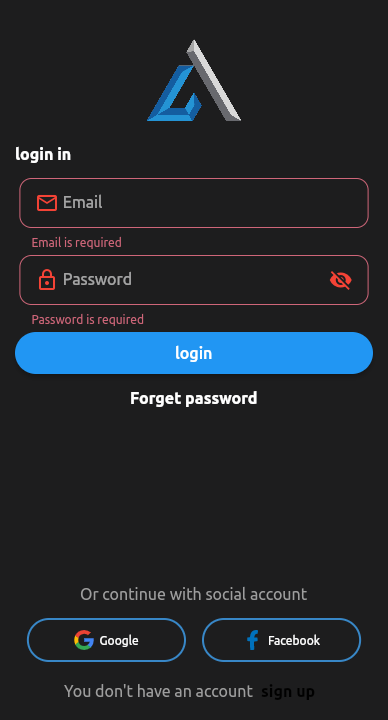 login in
Email
Email is required
Password
Password is required
login
Forget password
Or continue with social account
Google Facebook
You don't have an account sign up